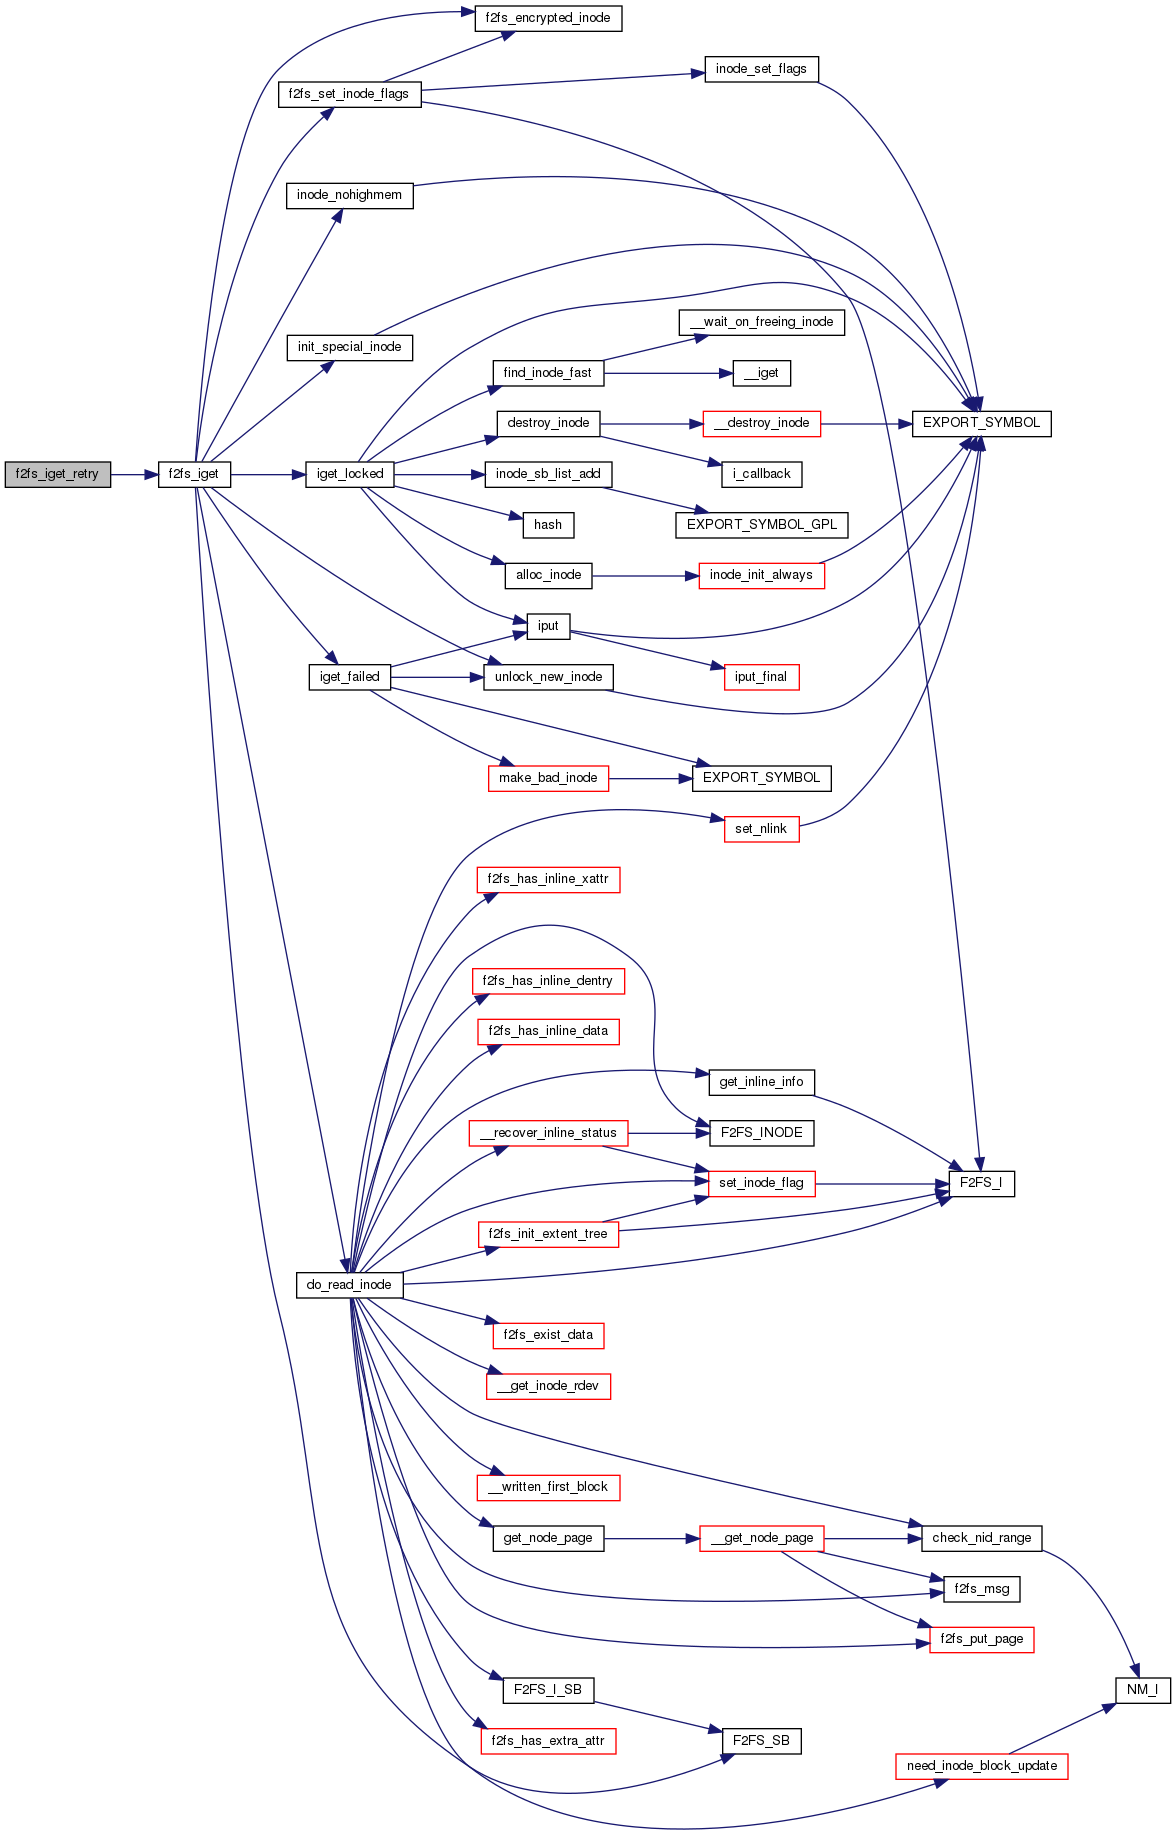 f2fs_encrypted_inode
inode_set_flags
f2fs_set_inode_flags
inode_nohighmem
__wait_on_freeing_inode
init_special_inode
find_inode_fast
__iget
destroy_inode
__destroy_inode
EXPORT_SYMBOL
f2fs_iget_retry
f2fs_iget
iget_locked
inode_sb_list_add
i_callback
hash
EXPORT_SYMBOL_GPL
alloc_inode
inode_init_always
iput
iget_failed
unlock_new_inode
iput_final
make_bad_inode
EXPORT_SYMBOL
set_nlink
f2fs_has_inline_xattr
f2fs_has_inline_dentry
f2fs_has_inline_data
get_inline_info
__recover_inline_status
F2FS_INODE
set_inode_flag
F2FS_I
f2fs_init_extent_tree
do_read_inode
f2fs_exist_data
__get_inode_rdev
__written_first_block
get_node_page
__get_node_page
check_nid_range
f2fs_msg
f2fs_put_page
F2FS_I_SB
NM_I
f2fs_has_extra_attr
F2FS_SB
need_inode_block_update